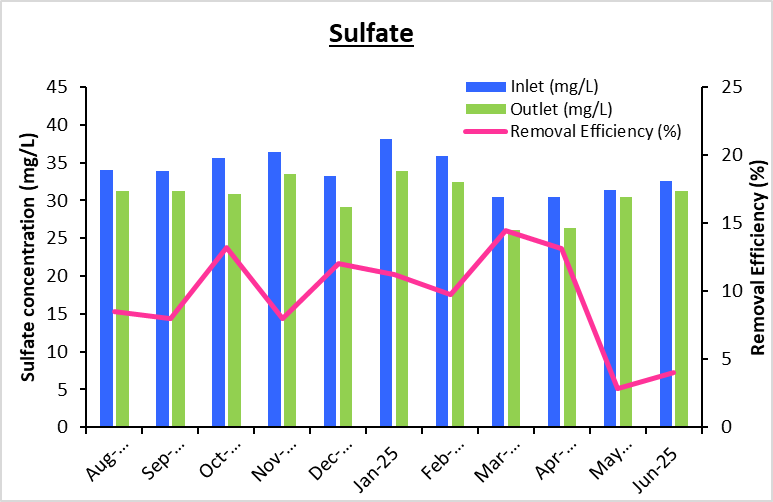 Sulfate
Inlet (mg/L)
Outlet (mg/L)
Removal Efficiency (%)
Sulfate concentration (mg/L)
45
40
35
30
25
20
15
10
5
0
25
20
15
10
5
0
Removal Efficiency (%)
Aug-...
Sep-...
Oct-...
Nov-...
Dec-...
Jan-25
Feb-...
Mar-...
Apr-...
May...
Jun-25